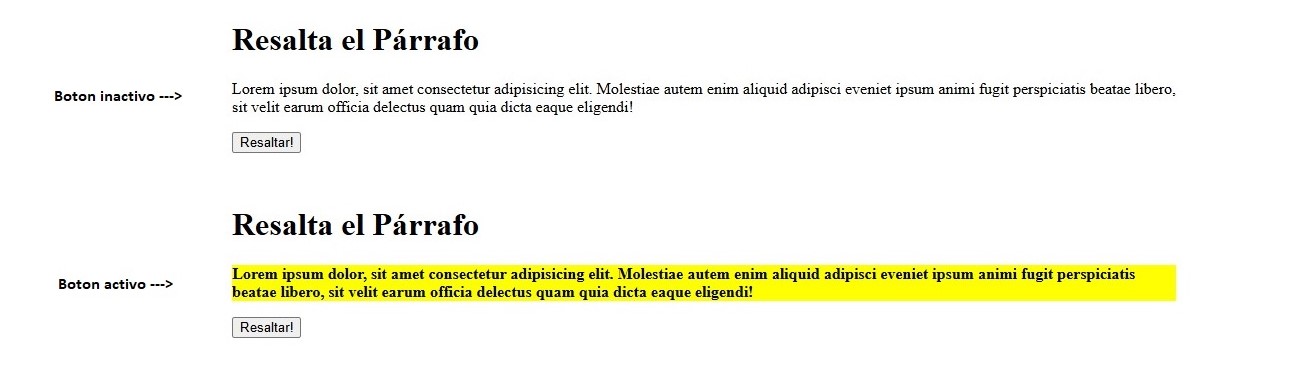 Resalta el Párrafo
Boton inactivo --->
Lorem ipsum dolor, sit amet consectetur adipisicing elit. Molestiae autem enim aliquid adipisci eveniet ipsum animi fugit perspiciatis beatae libero,
sit velit earum officia delectus quam quia dicta eaque eligendi!
Resaltar!
Resalta el Párrafo
Boton activo --->
Lorem ipsum dolor, sit amet consectetur adipisicing elit. Molestiae autem enim aliquid adipisci eveniet ipsum animi fugit perspiciatis
beatae libero, sit velit earum officia delectus quam quia dicta eaque eligendi!
Resaltar!